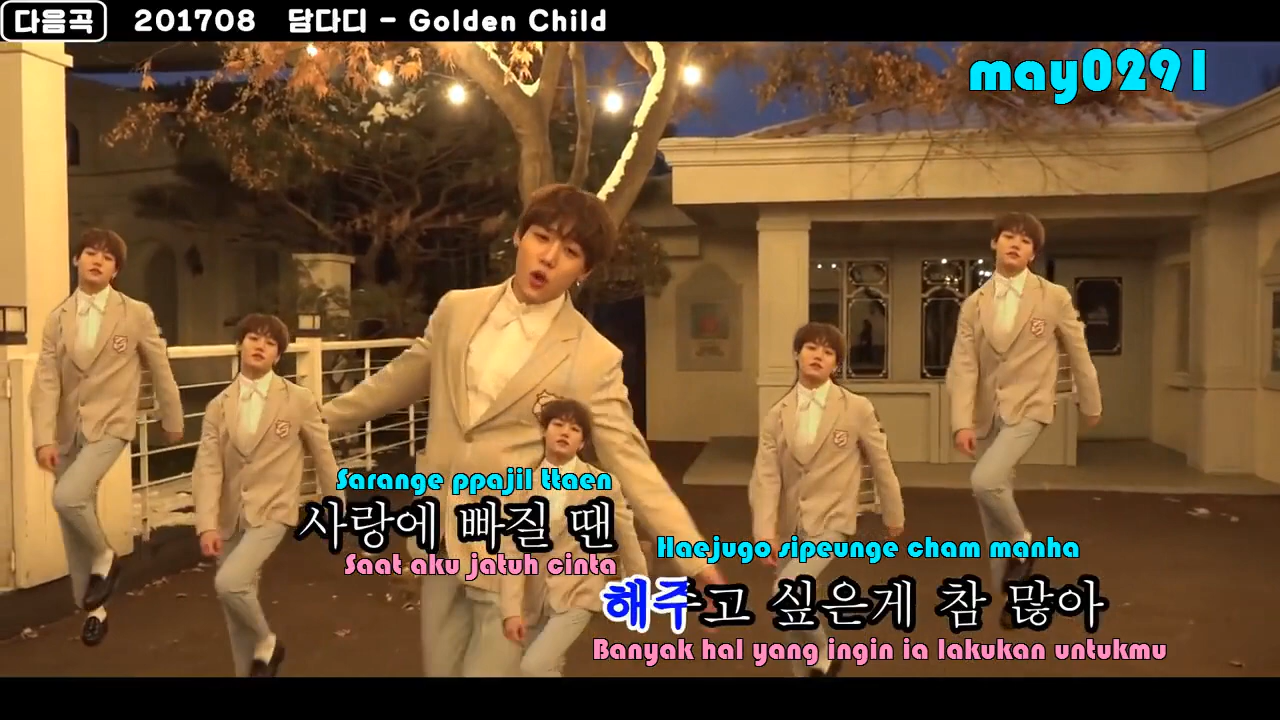 다음곡 201708 담다디 - Golden Child
may0291
Sarange ppajil ttaen
사랑에 빠질 땐
Saat aku jatuh cinta
Haejugo sipeunge cham manha
해주고 싶은게 참 많아
Banyak hal yang ingin ia lakukan untukmu